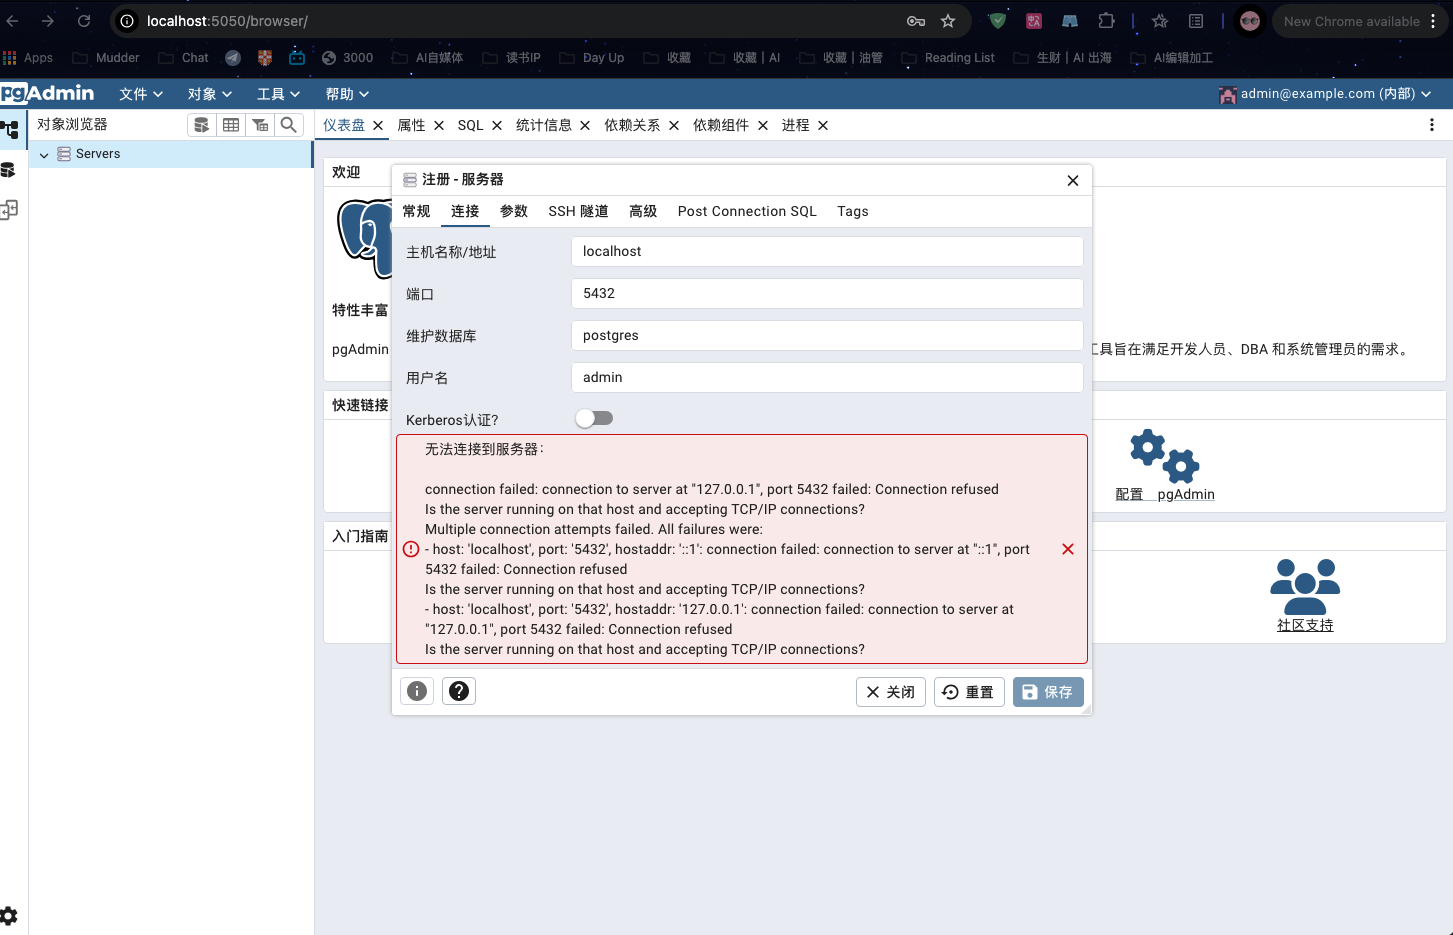 localhost:5050/browser/
New Chrome available
Apps
Mudder
Chat
3000
AI自媒体
读书IP
Day Up
收藏
收藏 | AI
收藏 | 油管
Reading List
生财 | AI 出海
AI编辑加工
pgAdmin
文件
对象
工具
帮助
admin@example.com (内部)
对象浏览器
仪表盘
属性
SQL
统计信息
依赖关系
依赖组件
进程
Servers
欢迎
特性丰富
pgAdmin
工具旨在满足开发人员、DBA 和系统管理员的需求。
快速链接
配置 pgAdmin
入门指南
社区支持
注册 - 服务器
常规
连接
参数
SSH 隧道
高级
Post Connection SQL
Tags
主机名称/地址
localhost
端口
5432
维护数据库
postgres
用户名
admin
Kerberos认证?
无法连接到服务器：
connection failed: connection to server at "127.0.0.1", port 5432 failed: Connection refused
Is the server running on that host and accepting TCP/IP connections?
Multiple connection attempts failed. All failures were:
- host: 'localhost', port: '5432', hostaddr: '::1': connection failed: connection to server at "::1", port
5432 failed: Connection refused
Is the server running on that host and accepting TCP/IP connections?
- host: 'localhost', port: '5432', hostaddr: '127.0.0.1': connection failed: connection to server at
"127.0.0.1", port 5432 failed: Connection refused
Is the server running on that host and accepting TCP/IP connections?
关闭
重置
保存